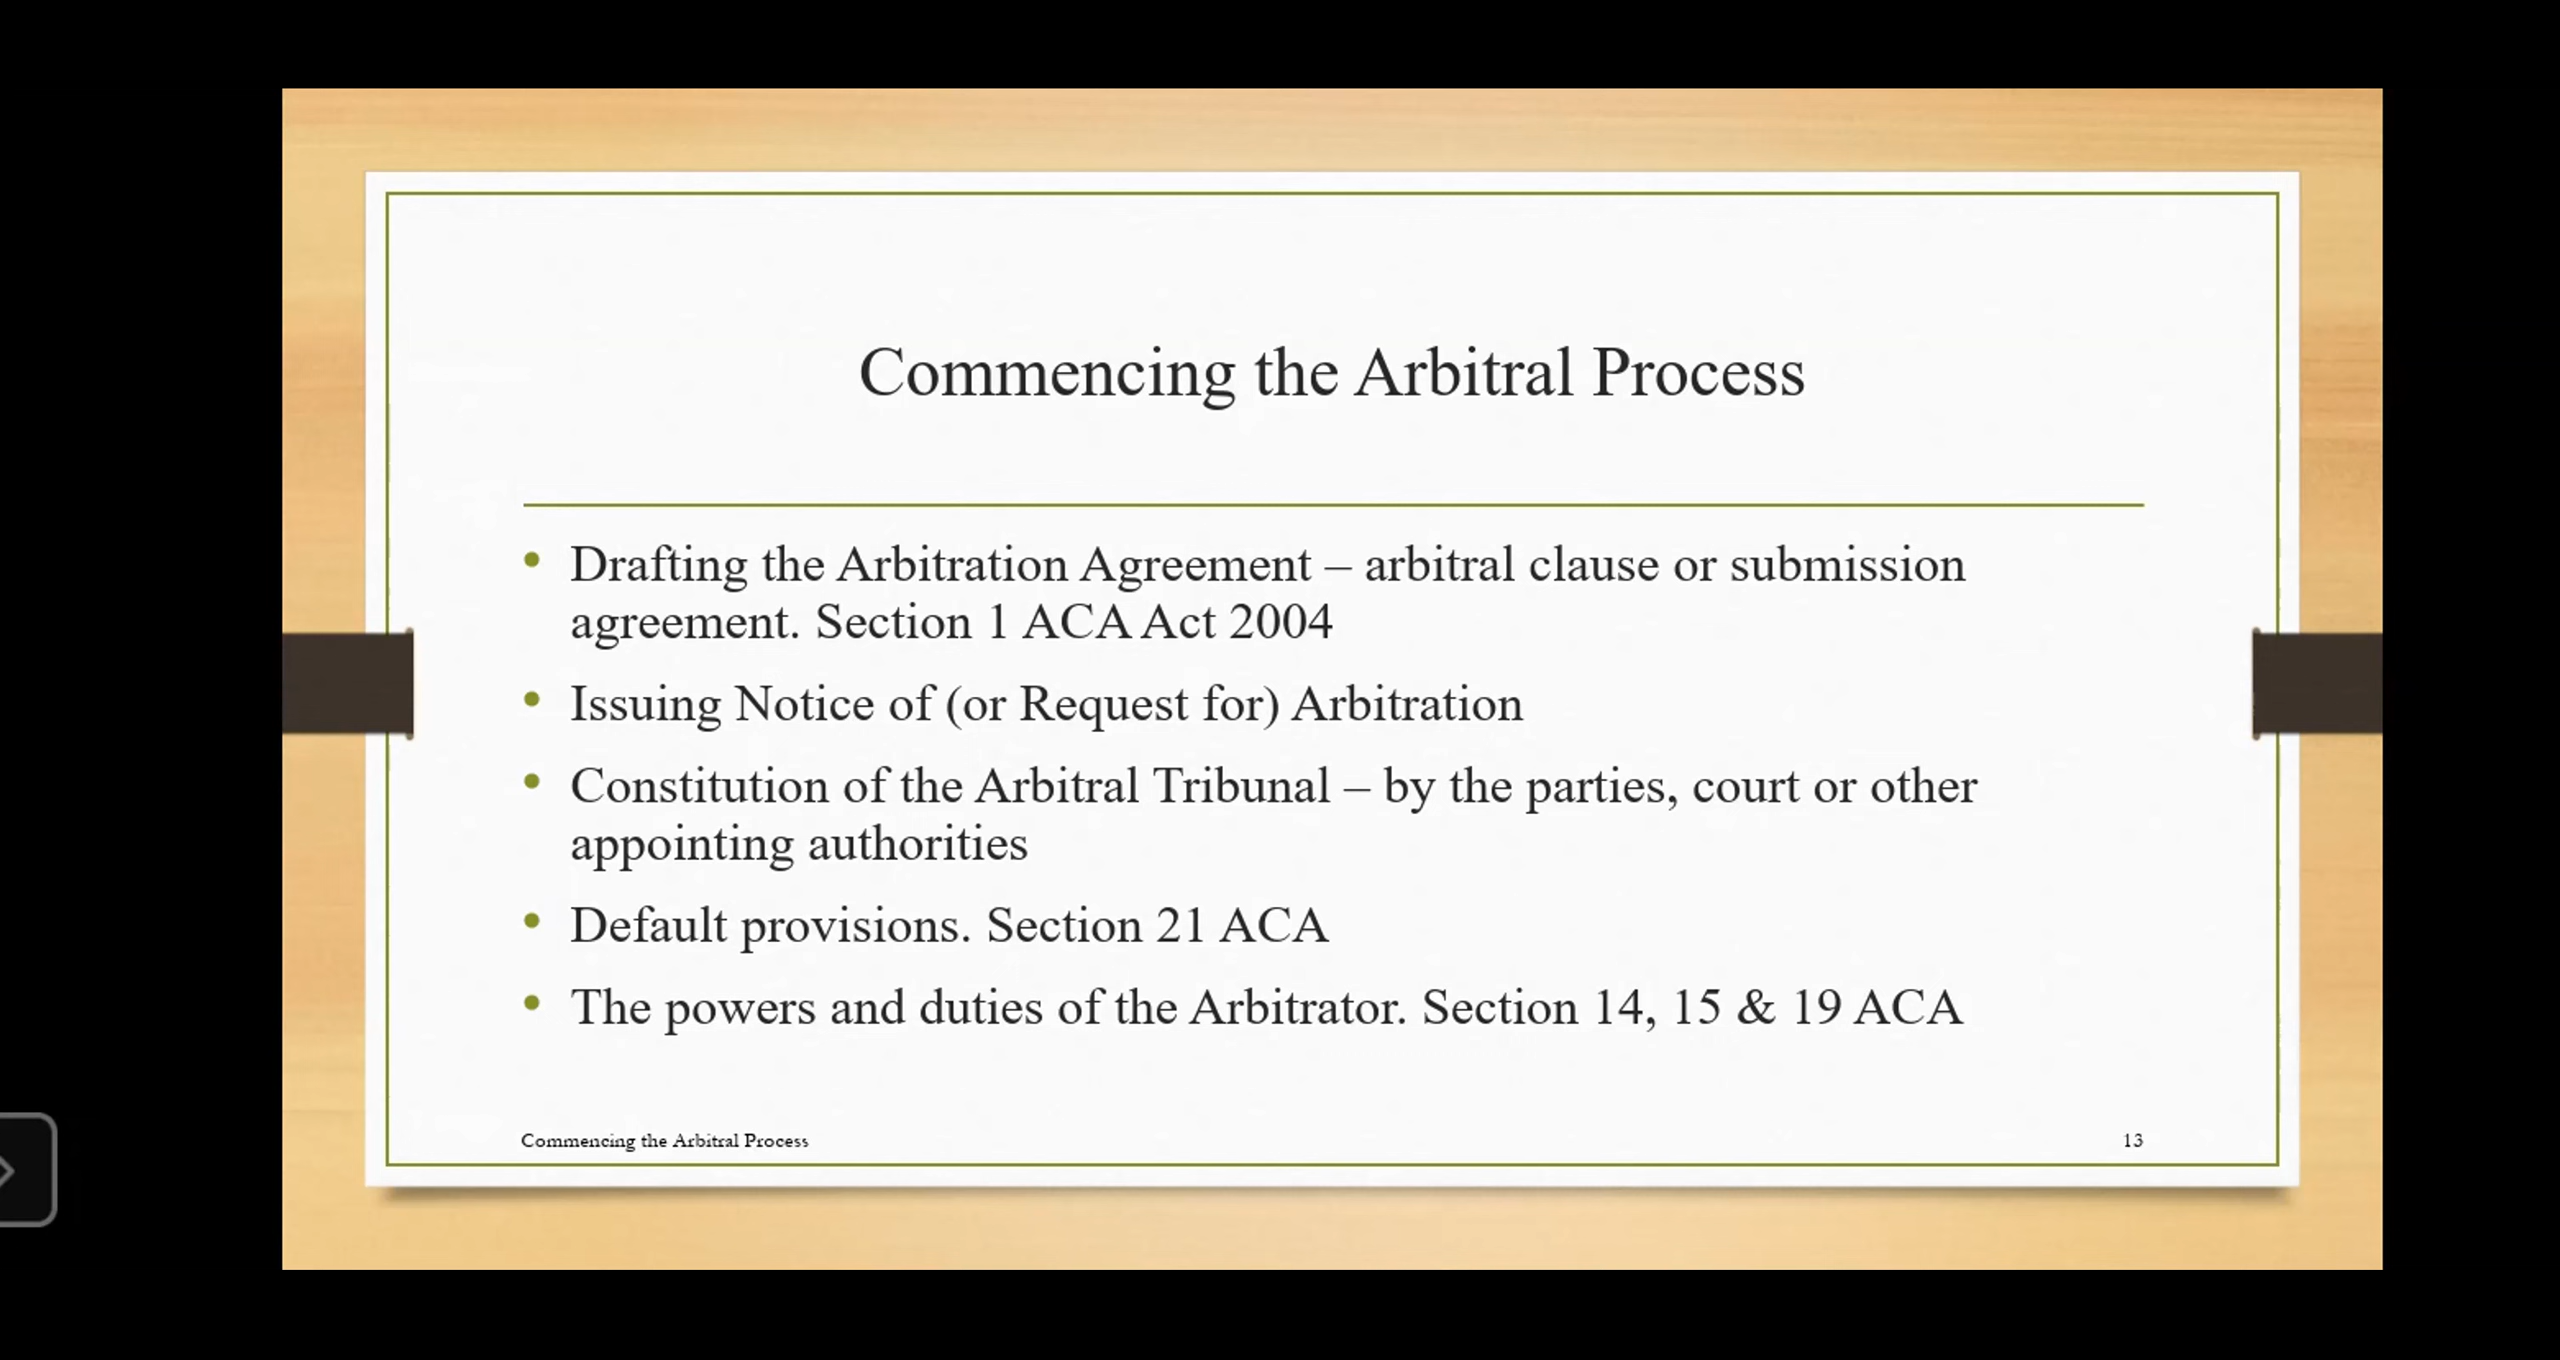 Commencing the Arbitral Process
• Drafting the Arbitration Agreement – arbitral clause or submission
agreement. Section 1 ACA Act 2004
• Issuing Notice of (or Request for) Arbitration
• Constitution of the Arbitral Tribunal – by the parties, court or other
appointing authorities
• Default provisions. Section 21 ACA
• The powers and duties of the Arbitrator. Section 14, 15 & 19 ACA
Commencing the Arbitral Process
13